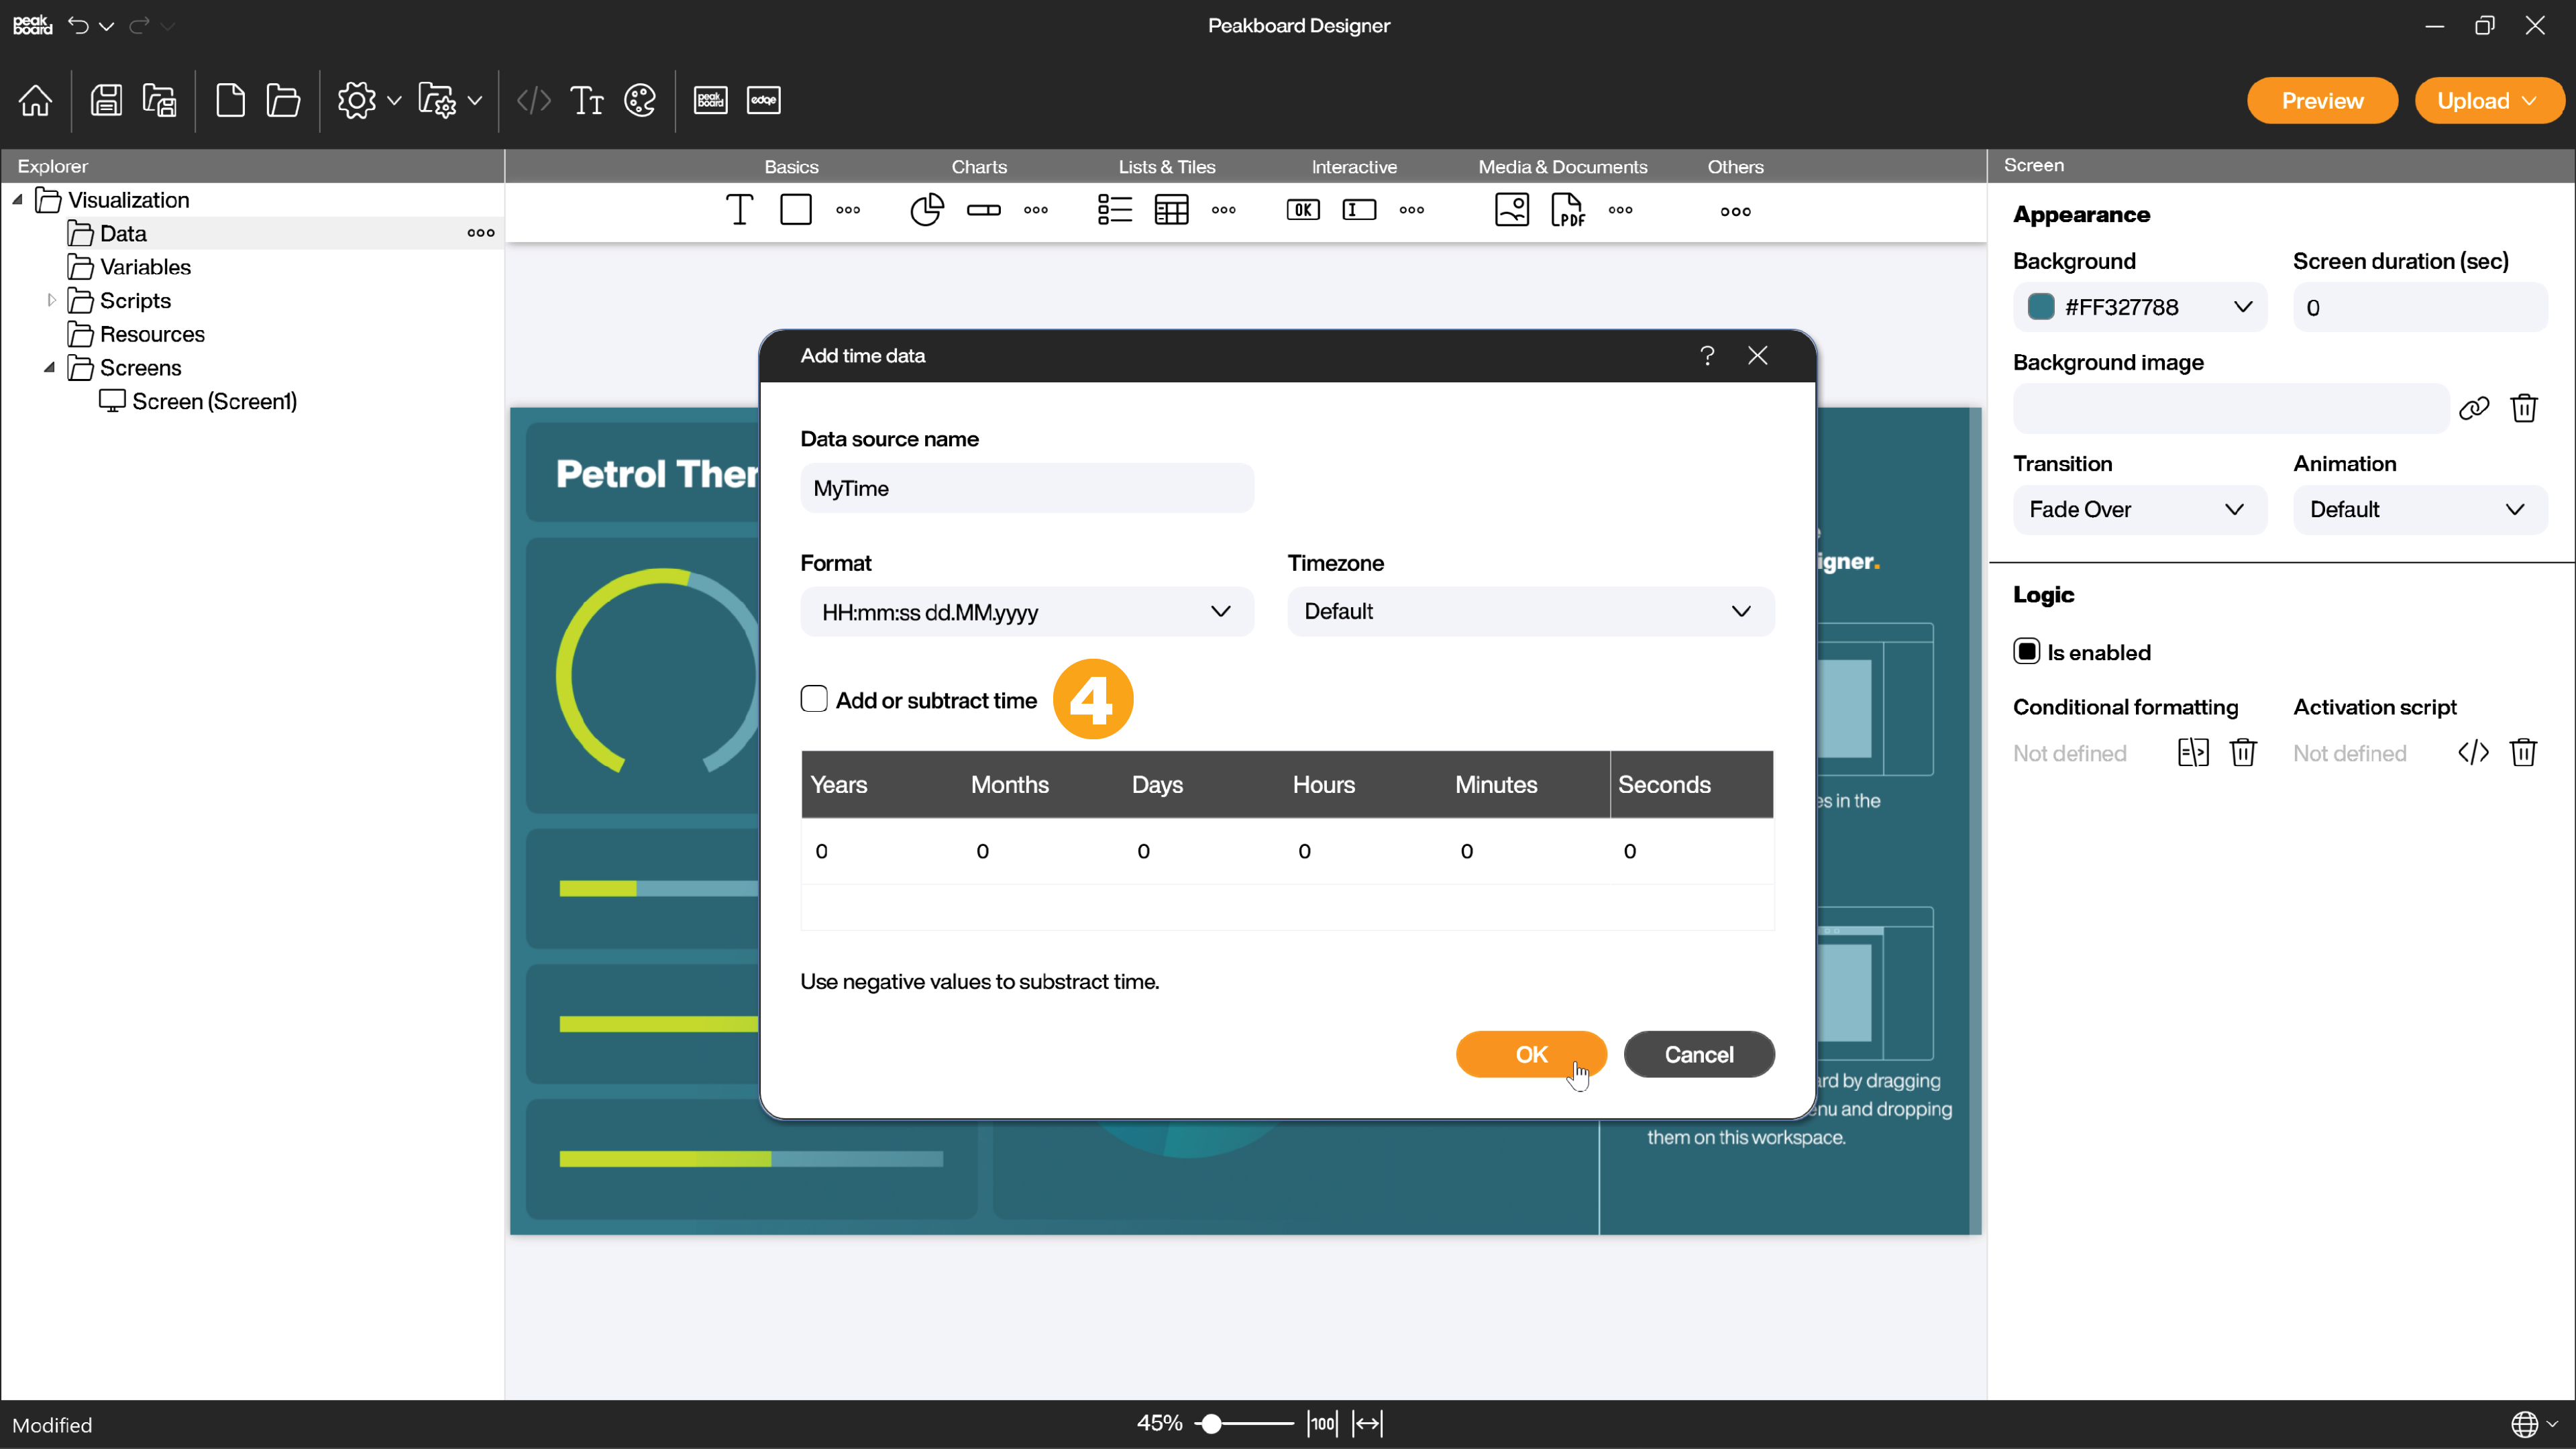 peak
board
Peakboard Designer
peak
board
edge
Preview
Upload
Explorer
Basics
Charts
Lists & Tiles
Interactive
Media & Documents
Others
Screen
Visualization
Data
Variables
Scripts
Resources
Screens
Screen (Screen1)
OK
PDF
Appearance
Background
Screen duration (sec)
#FF327788
0
Background image
Transition
Animation
Fade Over
Default
Logic
Is enabled
Conditional formatting
Activation script
Not defined
Not defined
Petrol Ther
igner.
es in the
ard by dragging
enu and dropping
them on this workspace.
Add time data
?
Data source name
MyTime
Format
Timezone
HH:mm:ss dd.MM.yyyy
Default
Add or subtract time
4
Years
Months
Days
Hours
Minutes
Seconds
0
0
0
0
0
0
Use negative values to substract time.
OK
Cancel
Modified
45%
100